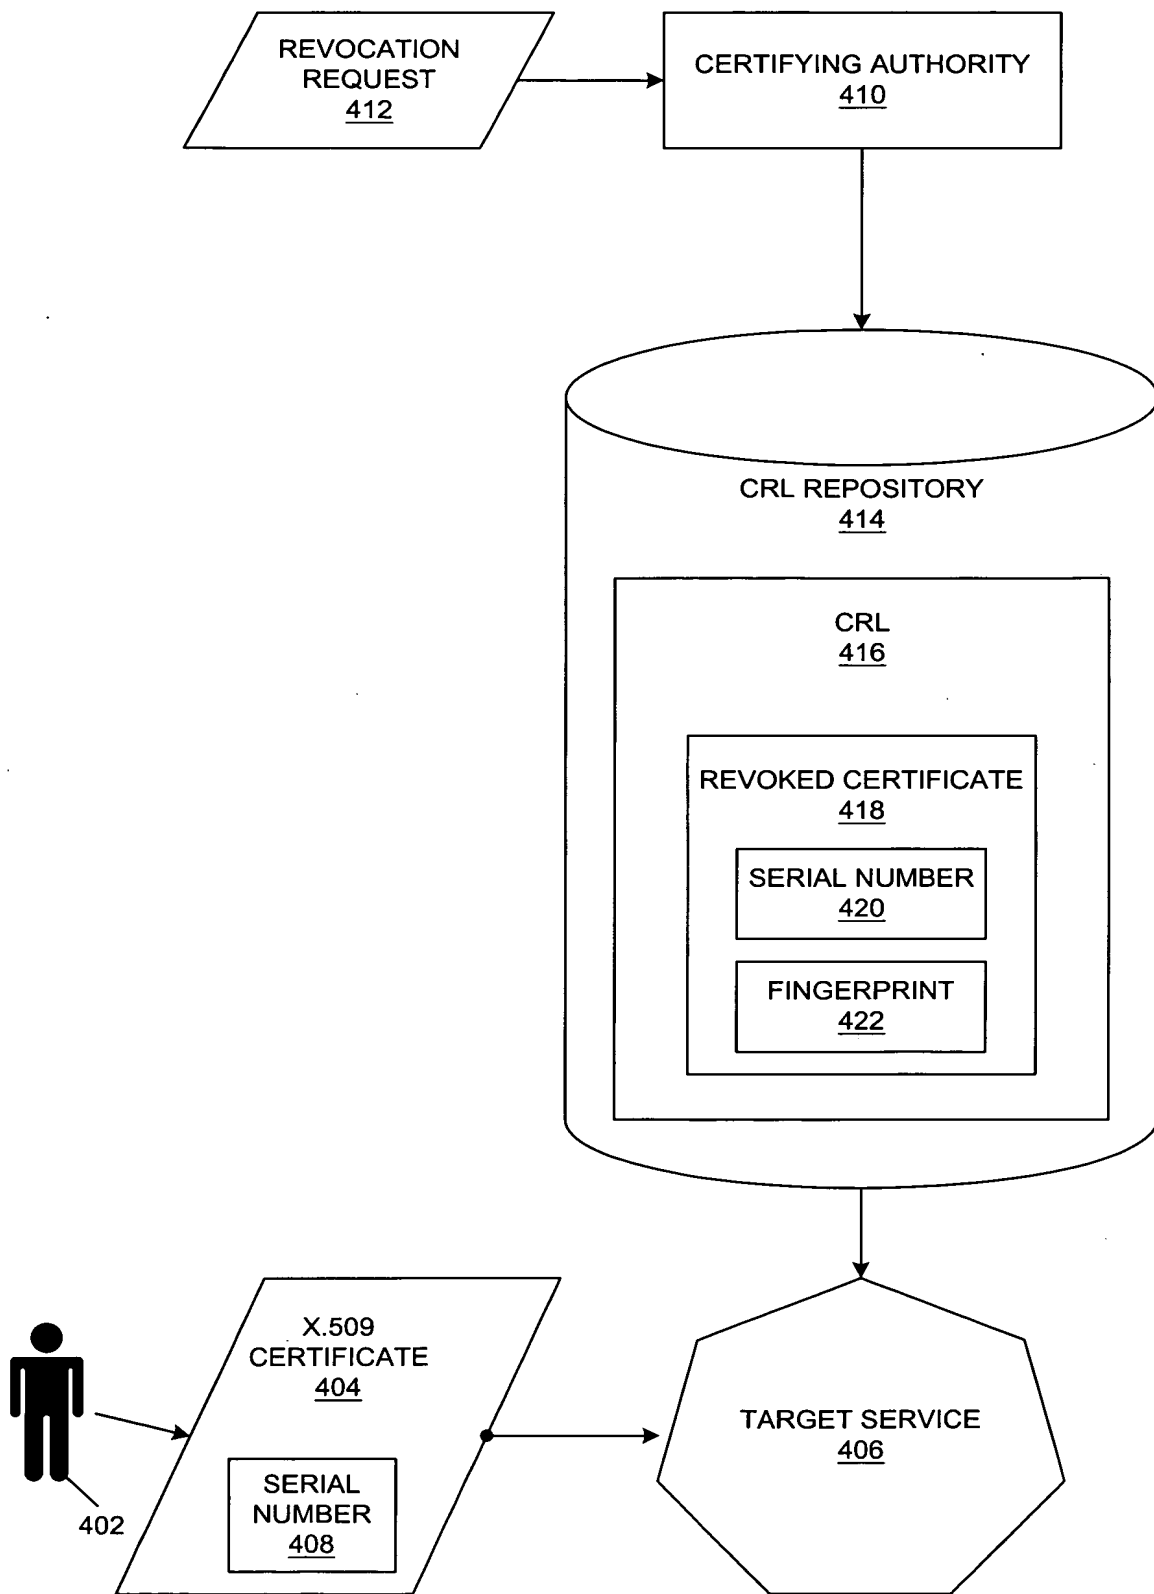 REVOCATION
REQUEST
412
CERTIFYING AUTHORITY
410
CRL REPOSITORY
414
CRL
416
REVOKED CERTIFICATE
418
SERIAL NUMBER
420
FINGERPRINT
422
X.509
CERTIFICATE
404
SERIAL
NUMBER
408
402
TARGET SERVICE
406